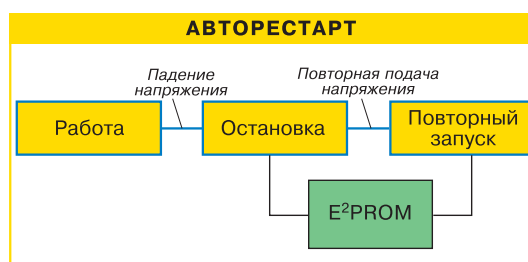 АВТОРЕСТАРТ
Падение
напряжения
Повторная подача
напряжения
Работа
Остановка
Повторный
запуск
E²PROM